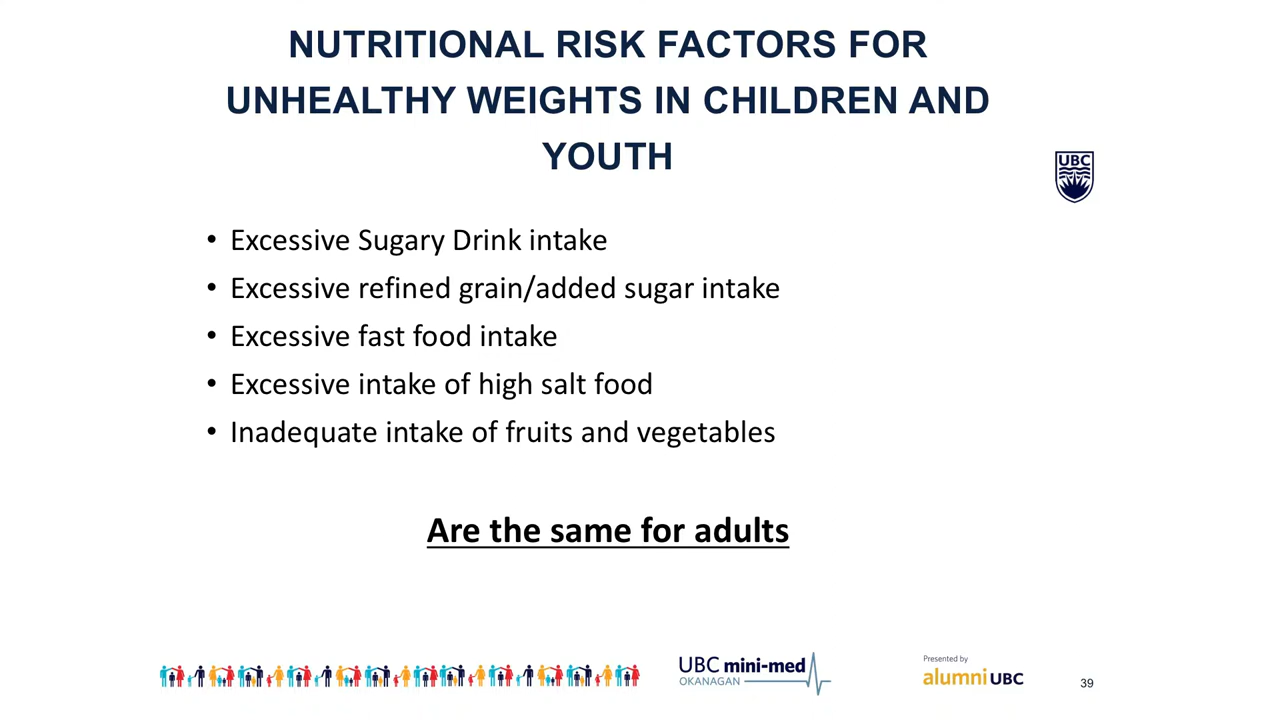 NUTRITIONAL RISK FACTORS FOR
UNHEALTHY WEIGHTS IN CHILDREN AND
YOUTH
UBC
• Excessive Sugary Drink intake
• Excessive refined grain/added sugar intake
• Excessive fast food intake
• Excessive intake of high salt food
• Inadequate intake of fruits and vegetables
Are the same for adults
UBC mini-med
OKANAGAN
Presented by
alumni UBC
39